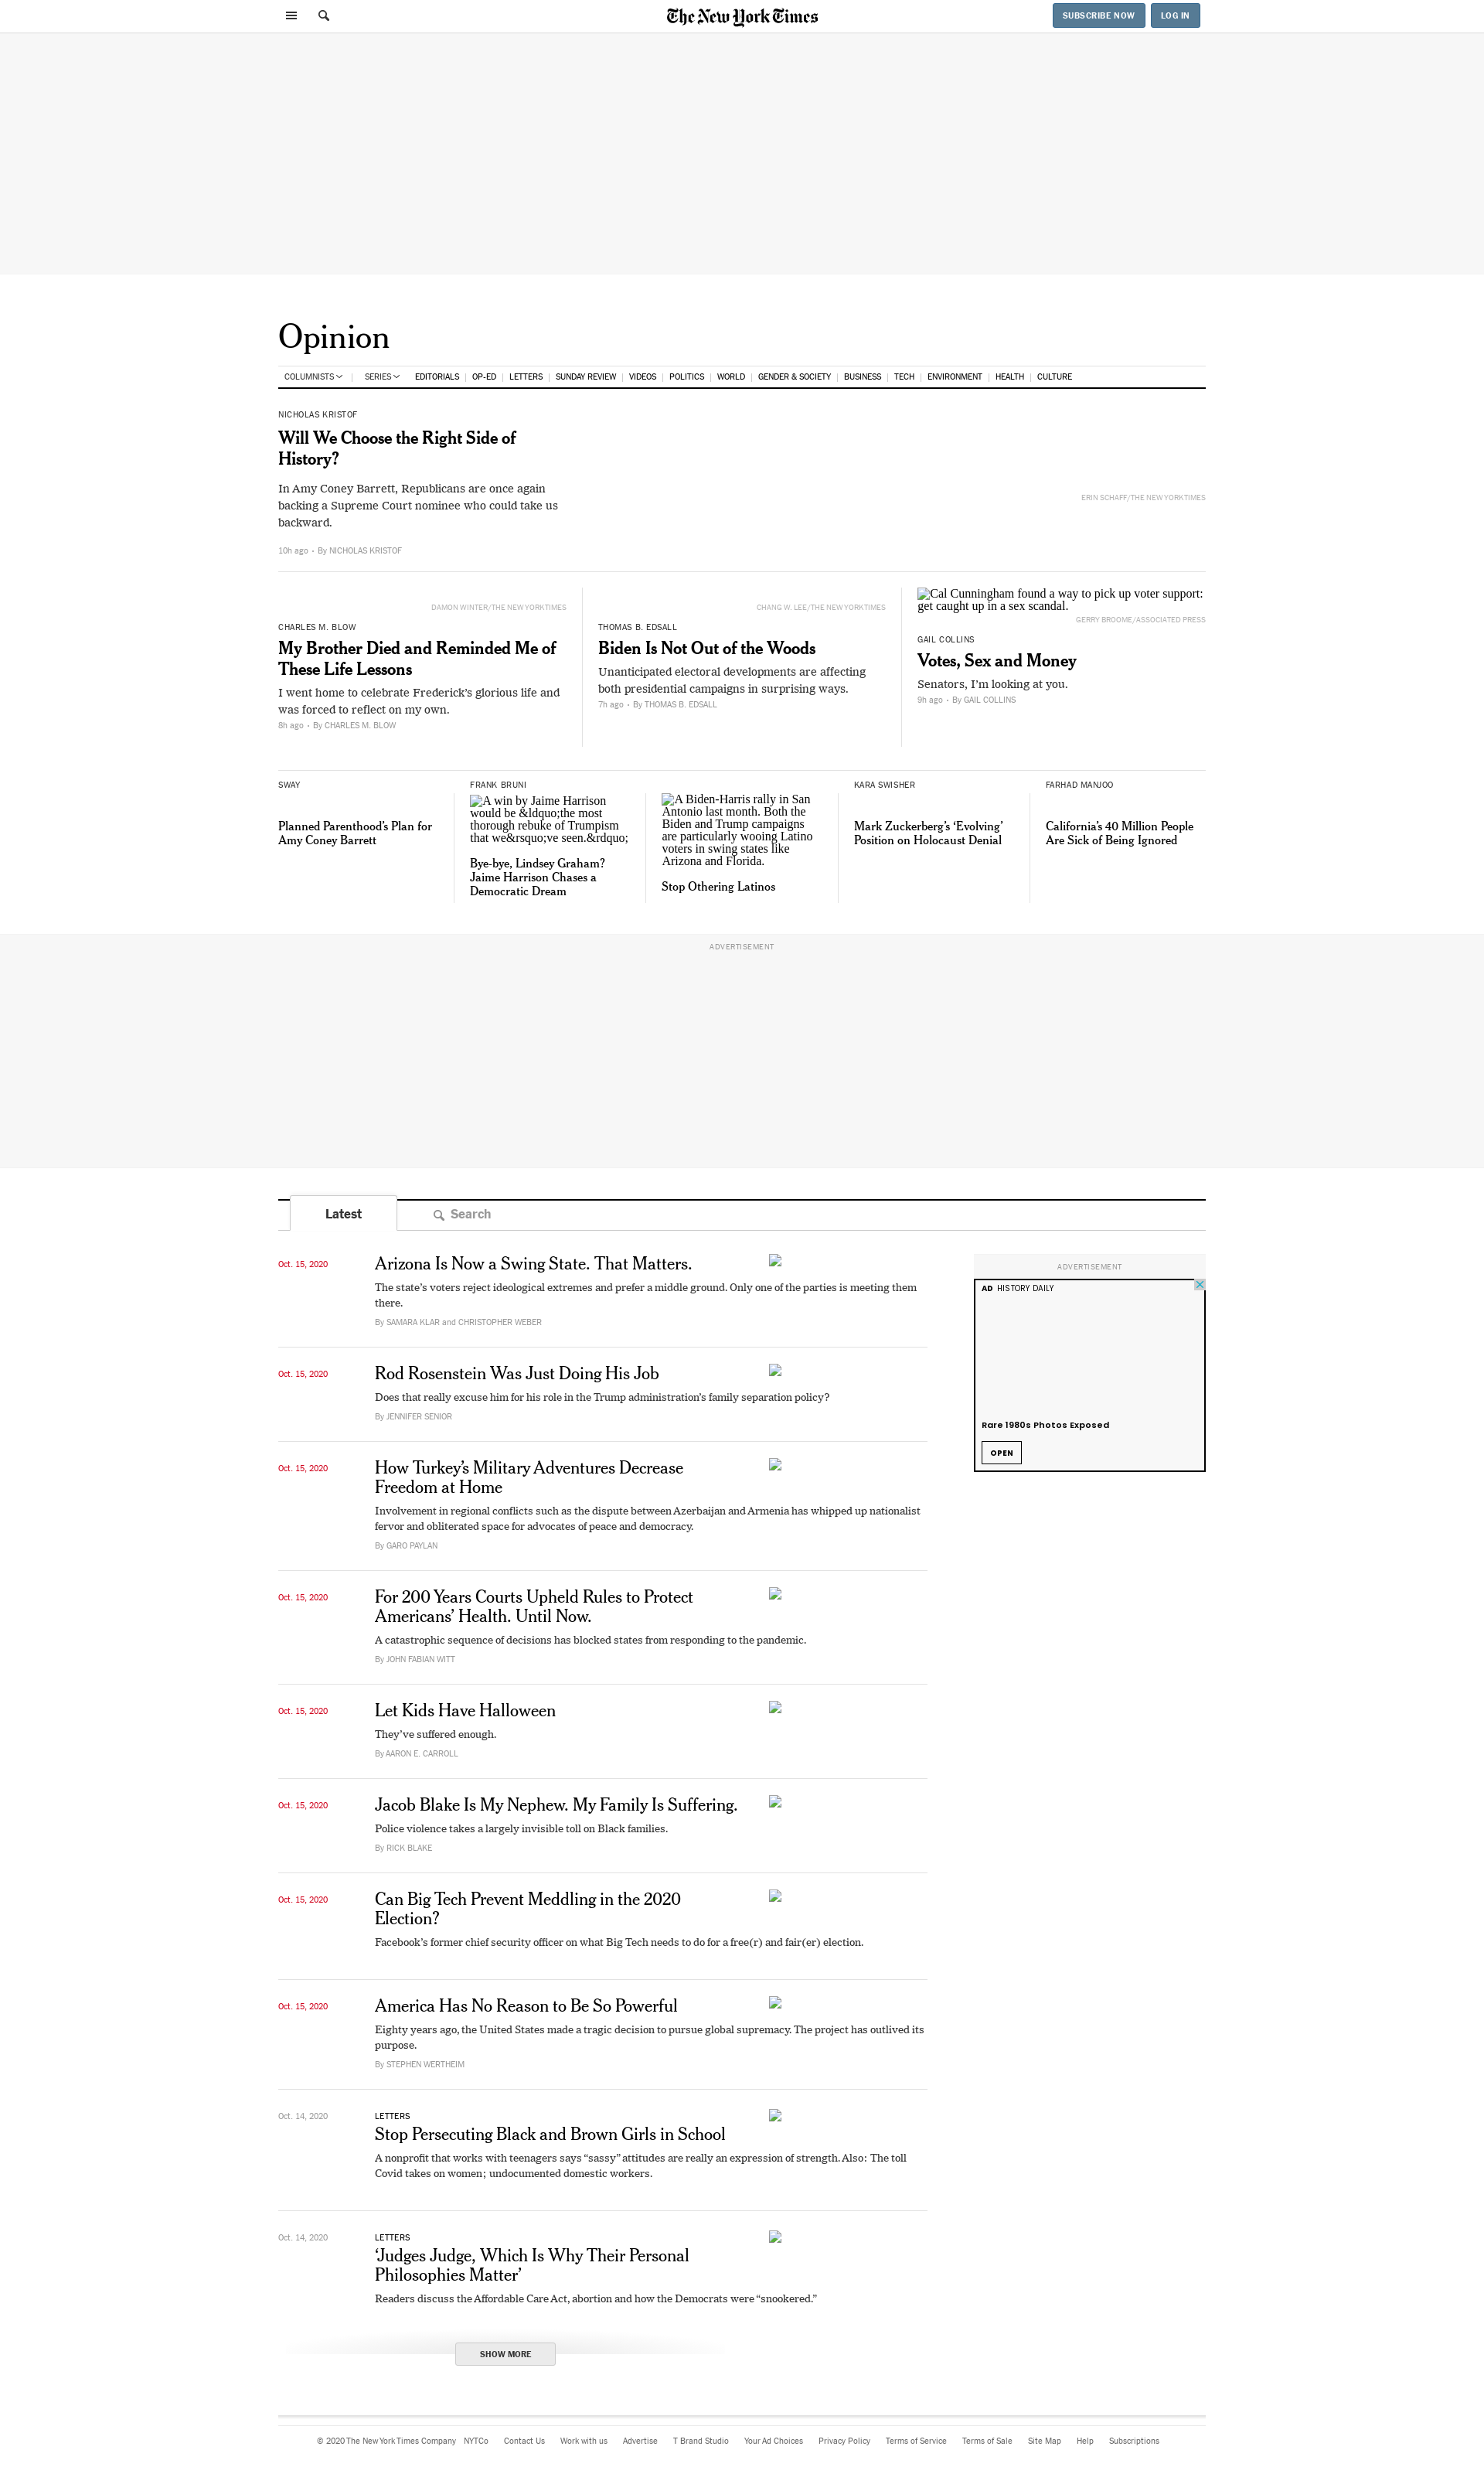 The New York Times
SUBSCRIBE NOW
LOG IN
Opinion
COLUMNISTS
SERIES
EDITORIALS
OP-ED
LETTERS
SUNDAY REVIEW
VIDEOS
POLITICS
WORLD
GENDER & SOCIETY
BUSINESS
TECH
ENVIRONMENT
HEALTH
CULTURE
NICHOLAS KRISTOF
Will We Choose the Right Side of
History?
In Amy Coney Barrett, Republicans are once again
backing a Supreme Court nominee who could take us
backward.
10h ago • By NICHOLAS KRISTOF
ERIN SCHAFF/THE NEW YORK TIMES
DAMON WINTER/THE NEW YORK TIMES
CHARLES M. BLOW
My Brother Died and Reminded Me of
These Life Lessons
I went home to celebrate Frederick’s glorious life and
was forced to reflect on my own.
8h ago • By CHARLES M. BLOW
CHANG W. LEE/THE NEW YORK TIMES
THOMAS B. EDSALL
Biden Is Not Out of the Woods
Unanticipated electoral developments are affecting
both presidential campaigns in surprising ways.
7h ago • By THOMAS B. EDSALL
Cal Cunningham found a way to pick up voter support:
get caught up in a sex scandal.
GERRY BROOME/ASSOCIATED PRESS
GAIL COLLINS
Votes, Sex and Money
Senators, I’m looking at you.
9h ago • By GAIL COLLINS
SWAY
Planned Parenthood’s Plan for
Amy Coney Barrett
FRANK BRUNI
A win by Jaime Harrison
would be &ldquo;the most
thorough rebuke of Trumpism
that we&rsquo;ve seen.&rdquo;
Bye-bye, Lindsey Graham?
Jaime Harrison Chases a
Democratic Dream
A Biden-Harris rally in San
Antonio last month. Both the
Biden and Trump campaigns
are particularly wooing Latino
voters in swing states like
Arizona and Florida.
Stop Othering Latinos
KARA SWISHER
Mark Zuckerberg’s ‘Evolving’
Position on Holocaust Denial
FARHAD MANJOO
California’s 40 Million People
Are Sick of Being Ignored
ADVERTISEMENT
Latest
Search
Oct. 15, 2020
Arizona Is Now a Swing State. That Matters.
The state’s voters reject ideological extremes and prefer a middle ground. Only one of the parties is meeting them
there.
By SAMARA KLAR and CHRISTOPHER WEBER
ADVERTISEMENT
AD HISTORY DAILY
Rare 1980s Photos Exposed
OPEN
Oct. 15, 2020
Rod Rosenstein Was Just Doing His Job
Does that really excuse him for his role in the Trump administration’s family separation policy?
By JENNIFER SENIOR
Oct. 15, 2020
How Turkey’s Military Adventures Decrease
Freedom at Home
Involvement in regional conflicts such as the dispute between Azerbaijan and Armenia has whipped up nationalist
fervor and obliterated space for advocates of peace and democracy.
By GARO PAYLAN
Oct. 15, 2020
For 200 Years Courts Upheld Rules to Protect
Americans’ Health. Until Now.
A catastrophic sequence of decisions has blocked states from responding to the pandemic.
By JOHN FABIAN WITT
Oct. 15, 2020
Let Kids Have Halloween
They’ve suffered enough.
By AARON E. CARROLL
Oct. 15, 2020
Jacob Blake Is My Nephew. My Family Is Suffering.
Police violence takes a largely invisible toll on Black families.
By RICK BLAKE
Oct. 15, 2020
Can Big Tech Prevent Meddling in the 2020
Election?
Facebook’s former chief security officer on what Big Tech needs to do for a free(r) and fair(er) election.
Oct. 15, 2020
America Has No Reason to Be So Powerful
Eighty years ago, the United States made a tragic decision to pursue global supremacy. The project has outlived its
purpose.
By STEPHEN WERTHEIM
Oct. 14, 2020
LETTERS
Stop Persecuting Black and Brown Girls in School
A nonprofit that works with teenagers says “sassy” attitudes are really an expression of strength. Also: The toll
Covid takes on women; undocumented domestic workers.
Oct. 14, 2020
LETTERS
‘Judges Judge, Which Is Why Their Personal
Philosophies Matter’
Readers discuss the Affordable Care Act, abortion and how the Democrats were “snookered.”
SHOW MORE
© 2020 The New York Times Company
NYTCo
Contact Us
Work with us
Advertise
T Brand Studio
Your Ad Choices
Privacy Policy
Terms of Service
Terms of Sale
Site Map
Help
Subscriptions